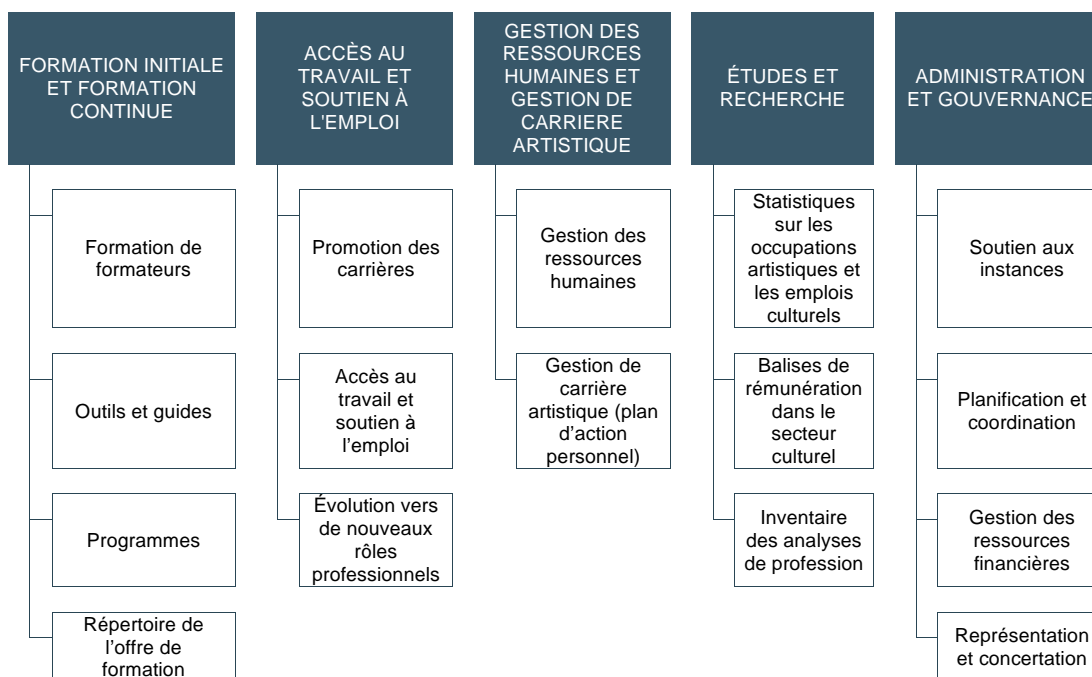 FORMATION INITIALE
ET FORMATION
CONTINUE
Formation de
formateurs
Outils et guides
Programmes
Répertoire de
l'offre de
formation
ACCÈS AU
TRAVAIL ET
SOUTIEN À
L'EMPLOI
Promotion des
carrières
Accès au
travail et
soutien à
l'emploi
Évolution vers
de nouveaux
rôles
professionnels
GESTION DES
RESSOURCES
HUMAINES ET
GESTION DE
CARRIERE
ARTISTIQUE
Gestion des
ressources
humaines
Gestion de
carrière
artistique (plan
d'action
personnel)
ÉTUDES ET
RECHERCHE
Statistiques
sur les
occupations
artistiques et
les emplois
culturels
Balises de
rémunération
dans le
secteur
culturel
Inventaire
des analyses
de profession
ADMINISTRATION
ET GOUVERNANCE
Soutien aux
instances
Planification et
coordination
Gestion des
ressources
financières
Représentation
et concertation